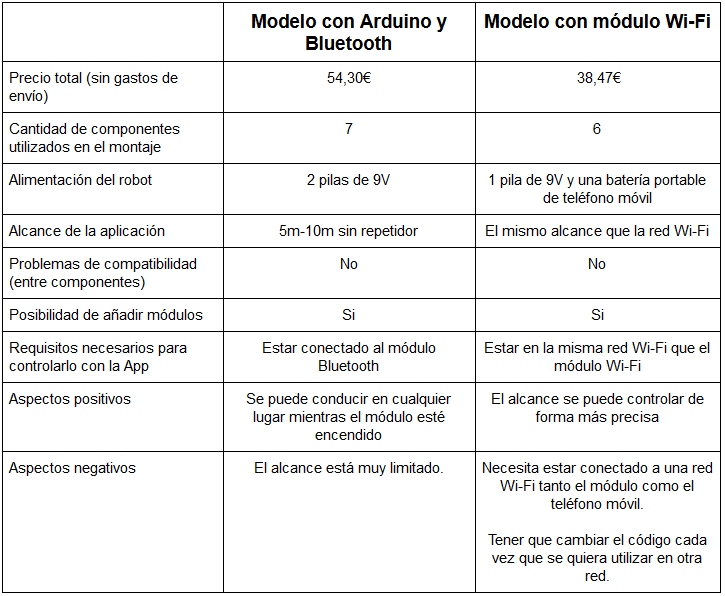 Modelo con Arduino y
Bluetooth
Modelo con módulo Wi-Fi
Precio total (sin gastos de
envío)
54,30€
38,47€
Cantidad de componentes
utilizados en el montaje
7
6
Alimentación del robot
2 pilas de 9V
1 pila de 9V y una batería portable
de teléfono móvil
Alcance de la aplicación
5m-10m sin repetidor
El mismo alcance que la red Wi-Fi
Problemas de compatibilidad
(entre componentes)
No
No
Posibilidad de añadir módulos
Si
Si
Requisitos necesarios para
controlarlo con la App
Estar conectado al módulo
Bluetooth
Estar en la misma red Wi-Fi que el
módulo Wi-Fi
Aspectos positivos
Se puede conducir en cualquier
lugar mientras el módulo esté
encendido
El alcance se puede controlar de
forma más precisa
Aspectos negativos
El alcance está muy limitado.
Necesita estar conectado a una red
Wi-Fi tanto el módulo como el
teléfono móvil.
Tener que cambiar el código cada
vez que se quiera utilizar en otra
red.